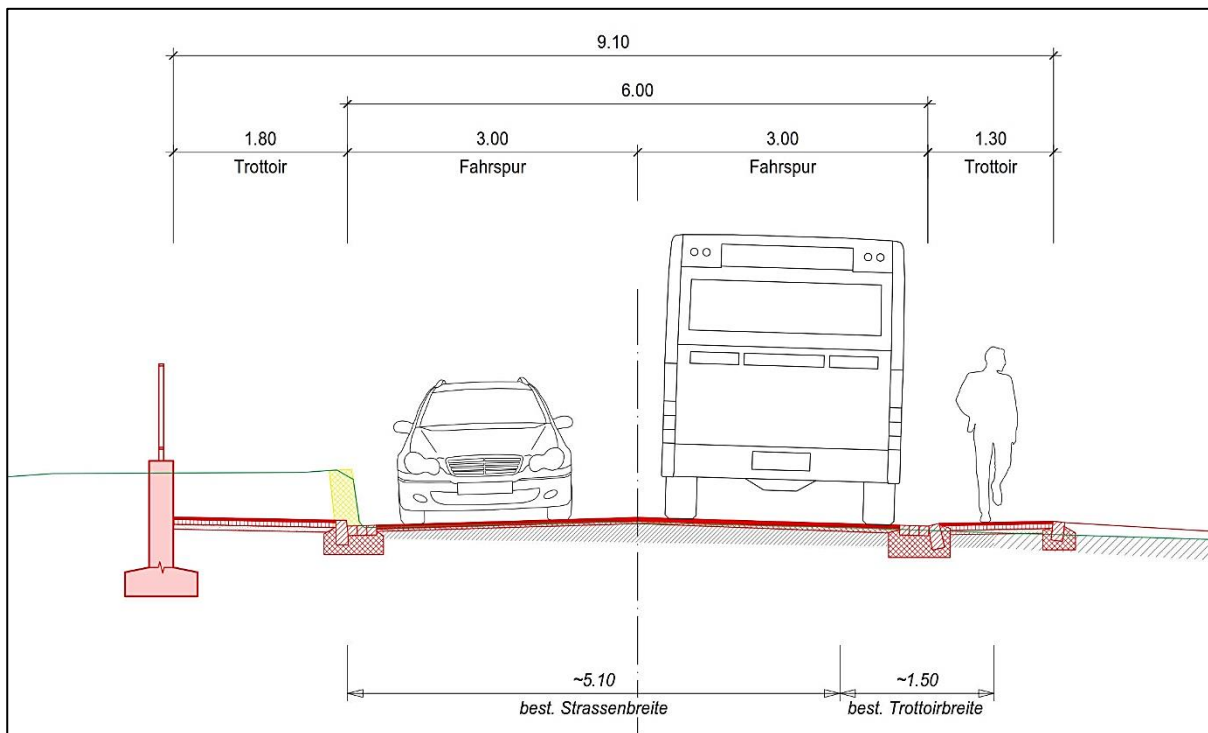 9.10
6.00
1.80 3.00 3.00 1.30
Trottoir Fahrspur Fahrspur Trottoir
~5.10 ~1.50
best. Strassenbreite best. Trottoirbreite